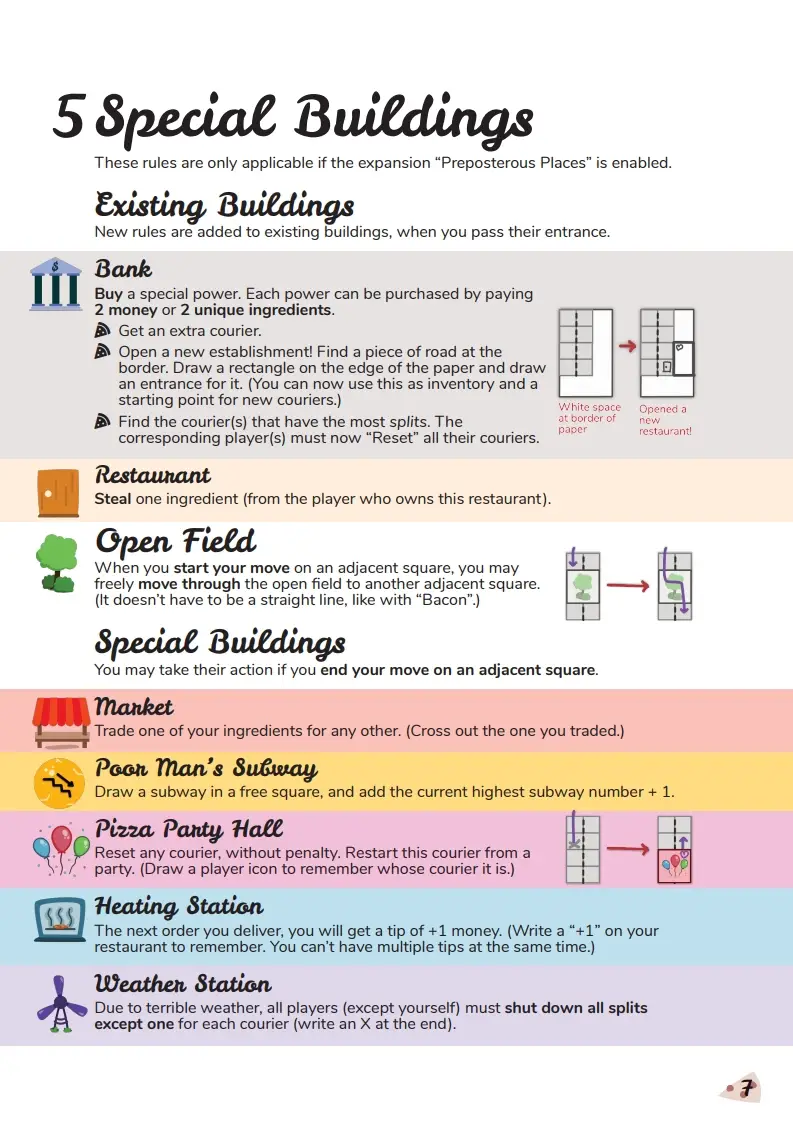 5 Special Buildings
These rules are only applicable if the expansion “Preposterous Places” is enabled.
Existing Buildings
New rules are added to existing buildings, when you pass their entrance.
$
Bank
Buy a special power. Each power can be purchased by paying
2 money or 2 unique ingredients.
Get an extra courier.
Open a new establishment! Find a piece of road at the
border. Draw a rectangle on the edge of the paper and draw
an entrance for it. (You can now use this as inventory and a
starting point for new couriers.)
Find the courier(s) that have the most splits. The
corresponding player(s) must now “Reset” all their couriers.
White space
at border of
paper
Opened a
new
restaurant!
Restaurant
Steal one ingredient (from the player who owns this restaurant).
Open Field
When you start your move on an adjacent square, you may
freely move through the open field to another adjacent square.
(It doesn’t have to be a straight line, like with “Bacon”.)
Special Buildings
You may take their action if you end your move on an adjacent square.
Market
Trade one of your ingredients for any other. (Cross out the one you traded.)
Poor Man’s Subway
Draw a subway in a free square, and add the current highest subway number + 1.
Pizza Party Hall
Reset any courier, without penalty. Restart this courier from a
party. (Draw a player icon to remember whose courier it is.)
Heating Station
The next order you deliver, you will get a tip of +1 money. (Write a “+1” on your
restaurant to remember. You can’t have multiple tips at the same time.)
Weather Station
Due to terrible weather, all players (except yourself) must shut down all splits
except one for each courier (write an X at the end).
7